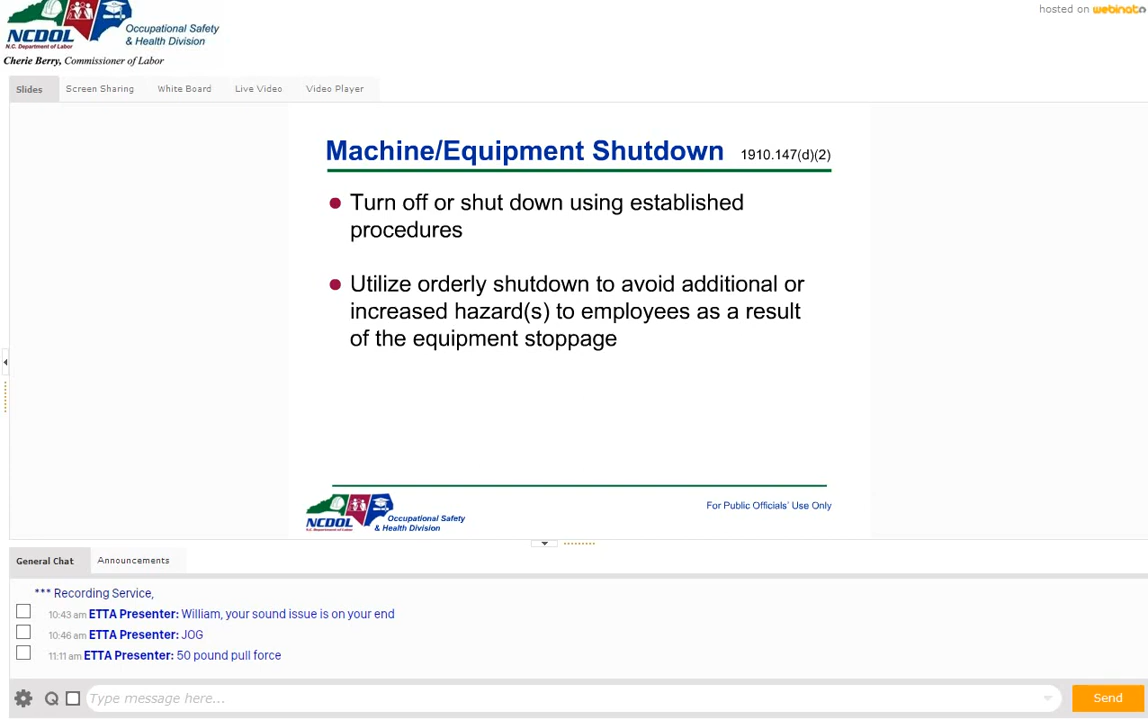 hosted on webinato
NCDOL
N.C. Department of Labor
Occupational Safety
& Health Division
Cherie Berry, Commissioner of Labor
Slides
Screen Sharing
White Board
Live Video
Video Player
Machine/Equipment Shutdown 1910.147(d)(2)
Turn off or shut down using established
procedures
Utilize orderly shutdown to avoid additional or
increased hazard(s) to employees as a result
of the equipment stoppage
NCDOL
N.C. Department of Labor
Occupational Safety
& Health Division
For Public Officials' Use Only
General Chat
Announcements
*** Recording Service,
10:43 am ETTA Presenter: William, your sound issue is on your end
10:46 am ETTA Presenter: JOG
11:11 am ETTA Presenter: 50 pound pull force
Type message here...
Send